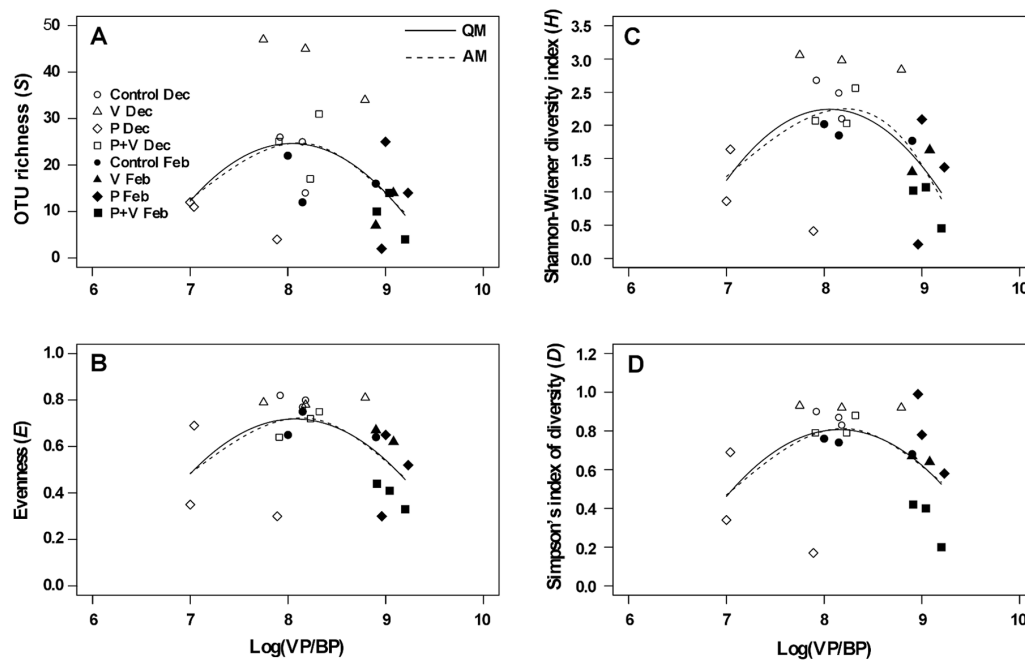 A
OTU richness (S)
50
40
30
20
10
0
6 7 8 9 10
QM
AM
Control Dec
V Dec
P Dec
P+V Dec
Control Feb
V Feb
P Feb
P+V Feb
C
Shannon-Wiener diversity index (H)
3.5
3.0
2.5
2.0
1.5
1.0
0.5
0.0
6 7 8 9 10
B
Evenness (E)
1.0
0.8
0.6
0.4
0.2
0.0
6 7 8 9 10
Log(VP/BP)
D
Simpson's index of diversity (D)
1.2
1.0
0.8
0.6
0.4
0.2
0.0
6 7 8 9 10
Log(VP/BP)